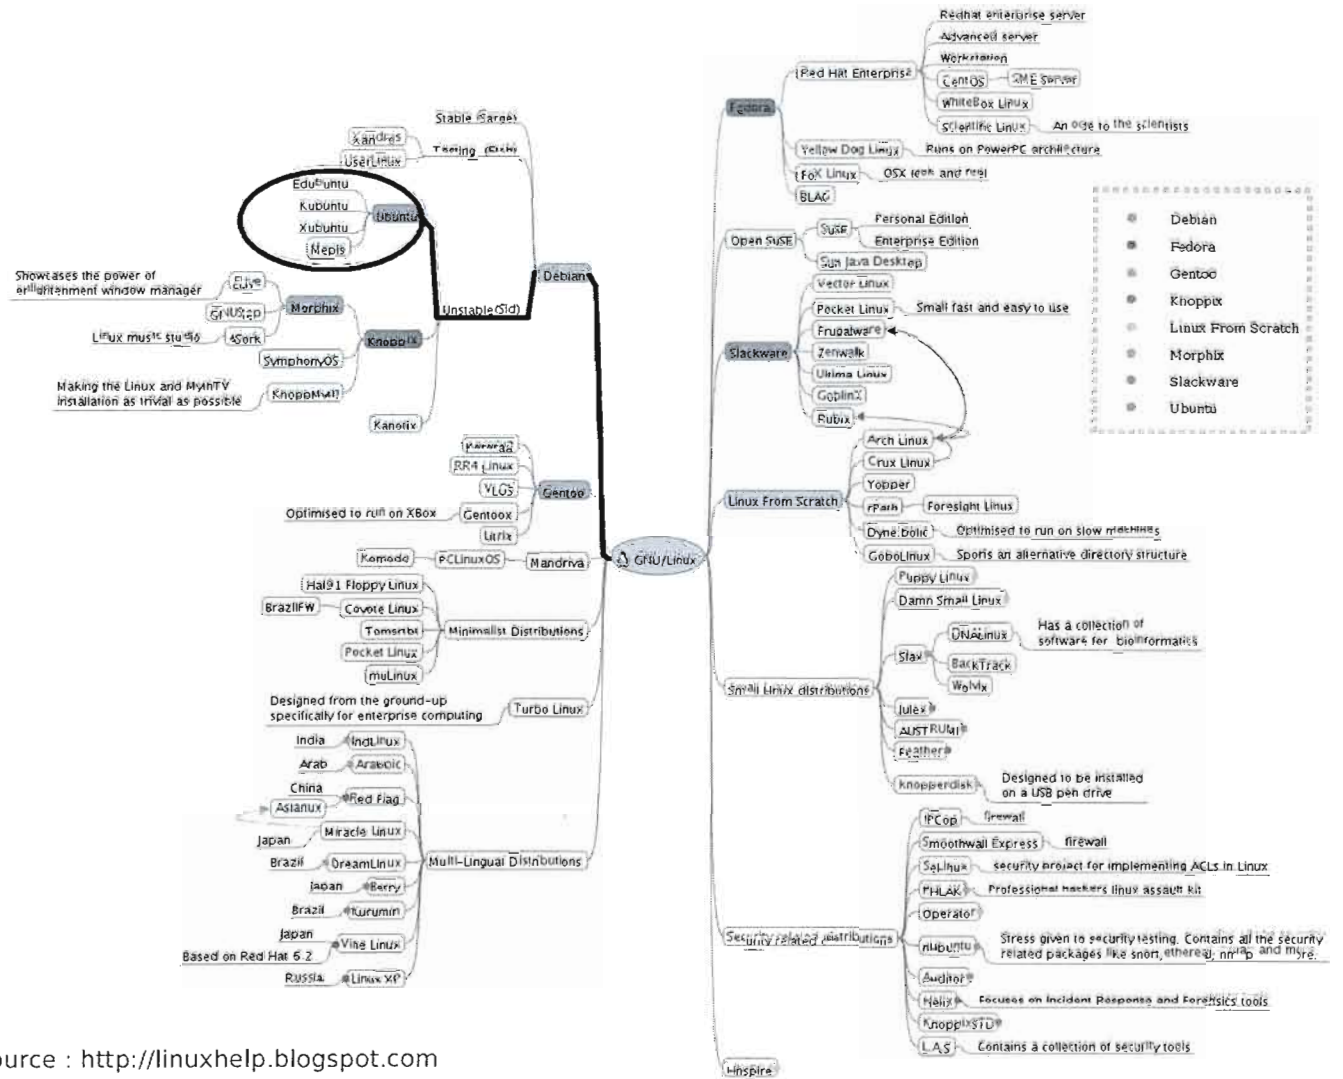 Redhat enterprise server
Advanced server
Workstation
Red Hat Enterprise
CentOS
SME Server
WhiteBox Linux
Scientific Linux
An ode to the scientists
Fedora
Yellow Dog Linux
Runs on PowerPC architecture
FoX Linux
OSX look and feel
BLAG
Open SuSE
SuSE
Personal Edition
Enterprise Edition
Sun Java Desktop
Slackware
Vector Linux
Pocket Linux
Small fast and easy to use
Frugalware
Zenwalk
Ultima Linux
GoblinX
Rubix
Linux From Scratch
Arch Linux
Crux Linux
Yopper
rPath
Foresight Linux
Dyne.bolic
Optimised to run on slow machines
GoboLinux
Sports an alternative directory structure
GNU/Linux
Small Linux distributions
Puppy Linux
Damn Small Linux
Slax
DNALinux
Has a collection of
software for bioinformatics
BackTrack
Wolvix
Julex
AUSTRUMI
Feather
Knopperdisk
Designed to be installed
on a USB pen drive
Security related distributions
IPCop
firewall
Smoothwall Express
firewall
SeLinux
security project for implementing ACLs in Linux
PHLAK
Professional hackers linux assault kit
Operator
nUbuntu
Stress given to security testing. Contains all the security
related packages like snort, ethereal, nmap and more.
Auditor
Helix
Focuses on Incident Response and Forensics tools
KnoppixSTD
L.A.S
Contains a collection of security tools
Linspire
Debian
Stable (Sarge)
Testing (Etch)
Xandros
UserLinux
Unstable(Sid)
Ubuntu
Edubuntu
Kubuntu
Xubuntu
Mepis
Knoppix
Morphix
Elive
Showcases the power of
enlightenment window manager
GNUStep
Linux music studio
SymphonyOS
KnoppMyth
Making the Linux and MythTV
installation as trivial as possible
Kanotix
Gentoo
RR4 Linux
VLOS
Gentoox
Optimised to run on XBox
Litrix
Mandriva
PCLinuxOS
Komodo
Minimalist Distributions
Hal91 Floppy Linux
Coyote Linux
BrazilFW
Tomsrtbt
Pocket Linux
muLinux
Turbo Linux
Designed from the ground-up
specifically for enterprise computing
Multi-Lingual Distributions
IndLinux
India
Arabbic
Arab
Red Flag
China
Asianux
Miracle Linux
Japan
DreamLinux
Brazil
Berry
Japan
Kurumin
Brazil
Vine Linux
Japan
Based on Red Hat 6.2
Linux XP
Russia
Debian
Fedora
Gentoo
Knoppix
Linux From Scratch
Morphix
Slackware
Ubuntu
ource : http://linuxhelp.blogspot.com